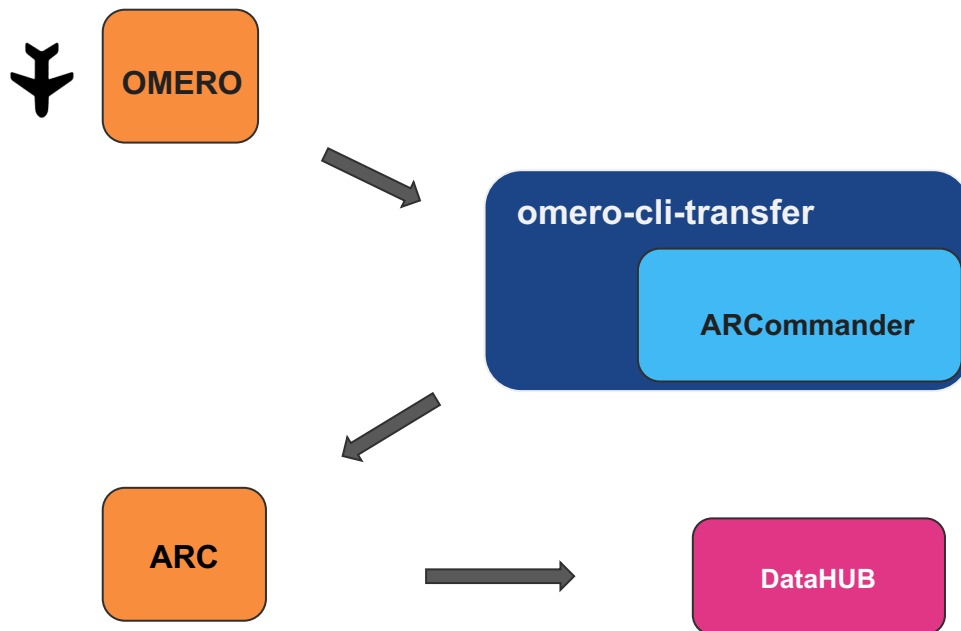 OMERO
omero-cli-transfer
ARCommander
ARC
DataHUB